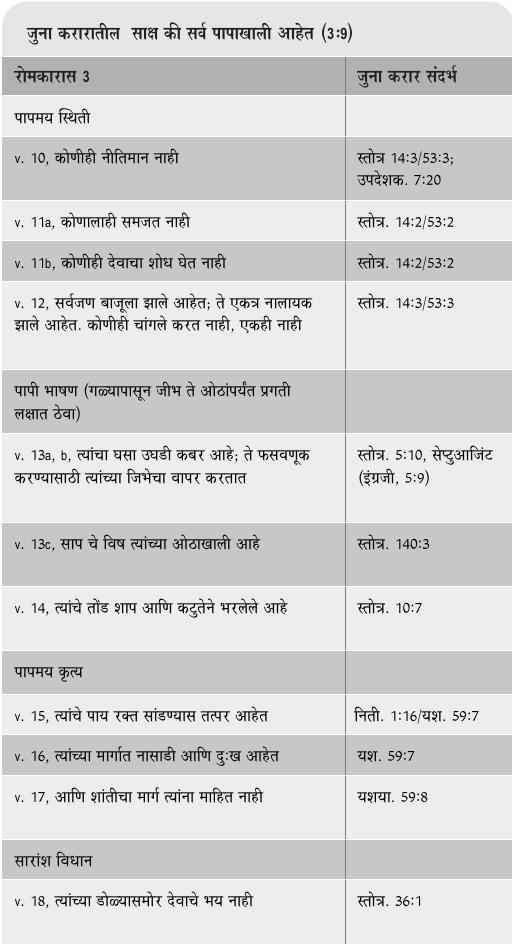 जुना करारातील साक्ष की सर्व पापाखाली आहेत (3:9)
रोमकारास 3 जुना करार संदर्भ
पापमय स्थिती
v. 10, कोणीही नीतिमान नाही स्तोत्र 14:3/53:3;
उपदेशक. 7:20
v. 11a, कोणालाही समजत नाही स्तोत्र. 14:2/53:2
v. 11b, कोणीही देवाचा शोध घेत नाही स्तोत्र. 14:2/53:2
v. 12, सर्वजण बाजूला झाले आहेत; ते एकत्र नालायक स्तोत्र. 14:3/53:3
झाले आहेत. कोणीही चांगले करत नाही, एकही नाही
पापी भाषण (गळ्यापासून जीभ ते ओठांपर्यंत प्रगती
लक्षात ठेवा)
v. 13a, b, त्यांचा घसा उघडी कबर आहे; ते फसवणूक स्तोत्र. 5:10, सेप्टुआजिंट
करण्यासाठी त्यांच्या जिभेचा वापर करतात (इंग्रजी, 5:9)
v. 13c, साप चे विष त्यांच्या ओठाखाली आहे स्तोत्र. 140:3
v. 14, त्यांचे तोंड शाप आणि कटुतेने भरलेले आहे स्तोत्र. 10:7
पापमय कृत्य
v. 15, त्यांचे पाय रक्त सांडण्यास तत्पर आहेत निती. 1:16/यश. 59:7
v. 16, त्यांच्या मार्गात नासाडी आणि दुःख आहेत यश. 59:7
v. 17, आणि शांतीचा मार्ग त्यांना माहित नाही यशया. 59:8
सारांश विधान
v. 18, त्यांच्या डोळ्यासमोर देवाचे भय नाही स्तोत्र. 36:1